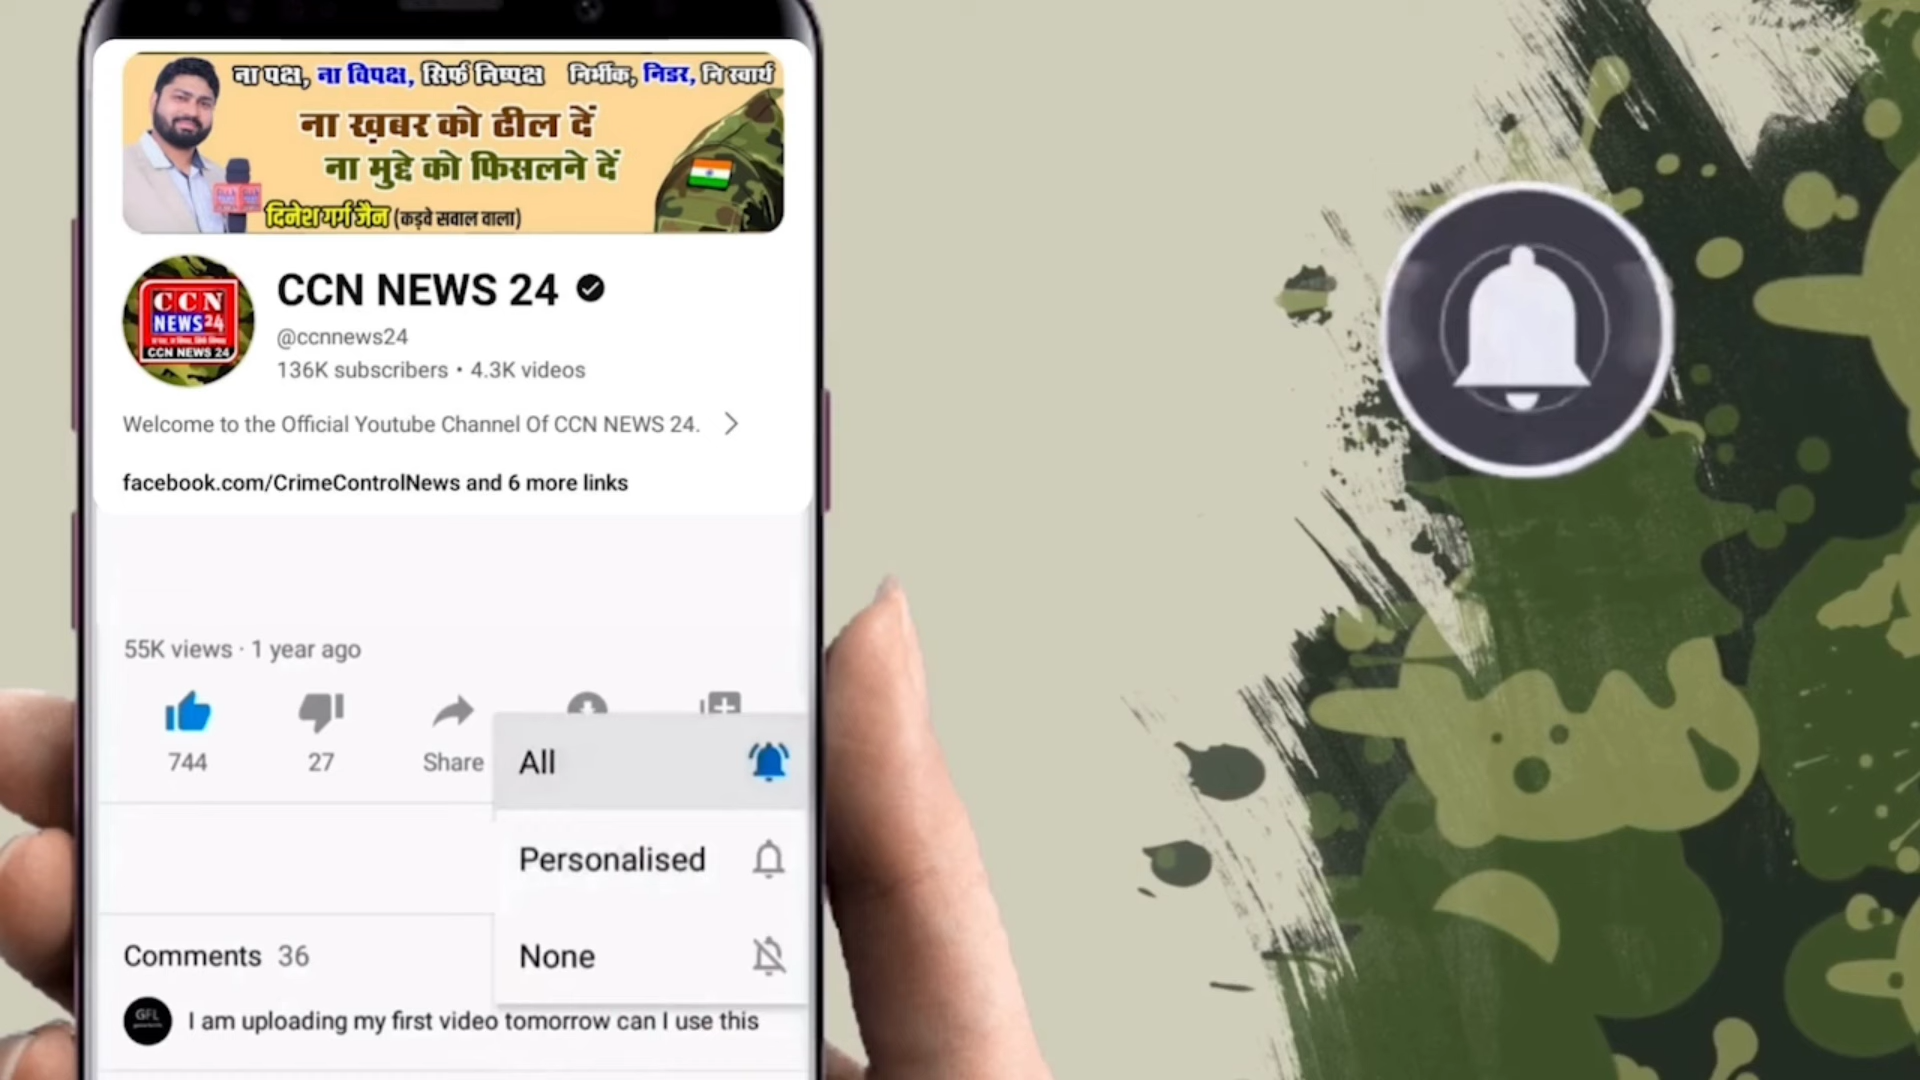 ना पक्ष, ना विपक्ष, सिर्फ निष्पक्ष निर्भीक, निडर, नि स्वार्थ
ना ख़बर को ढील दें
ना मुद्दे को फिसलने दें
दिनेश गर्ग जैन (कड़वे सवाल वाला)
CCN NEWS 24
@ccnnews24
136K subscribers • 4.3K videos
CCN
NEWS 24
CCN NEWS 24
Welcome to the Official Youtube Channel Of CCN NEWS 24.
facebook.com/CrimeControlNews and 6 more links
55K views · 1 year ago
744
27
Share
All
Personalised
None
Comments 36
GFL
I am uploading my first video tomorrow can I use this